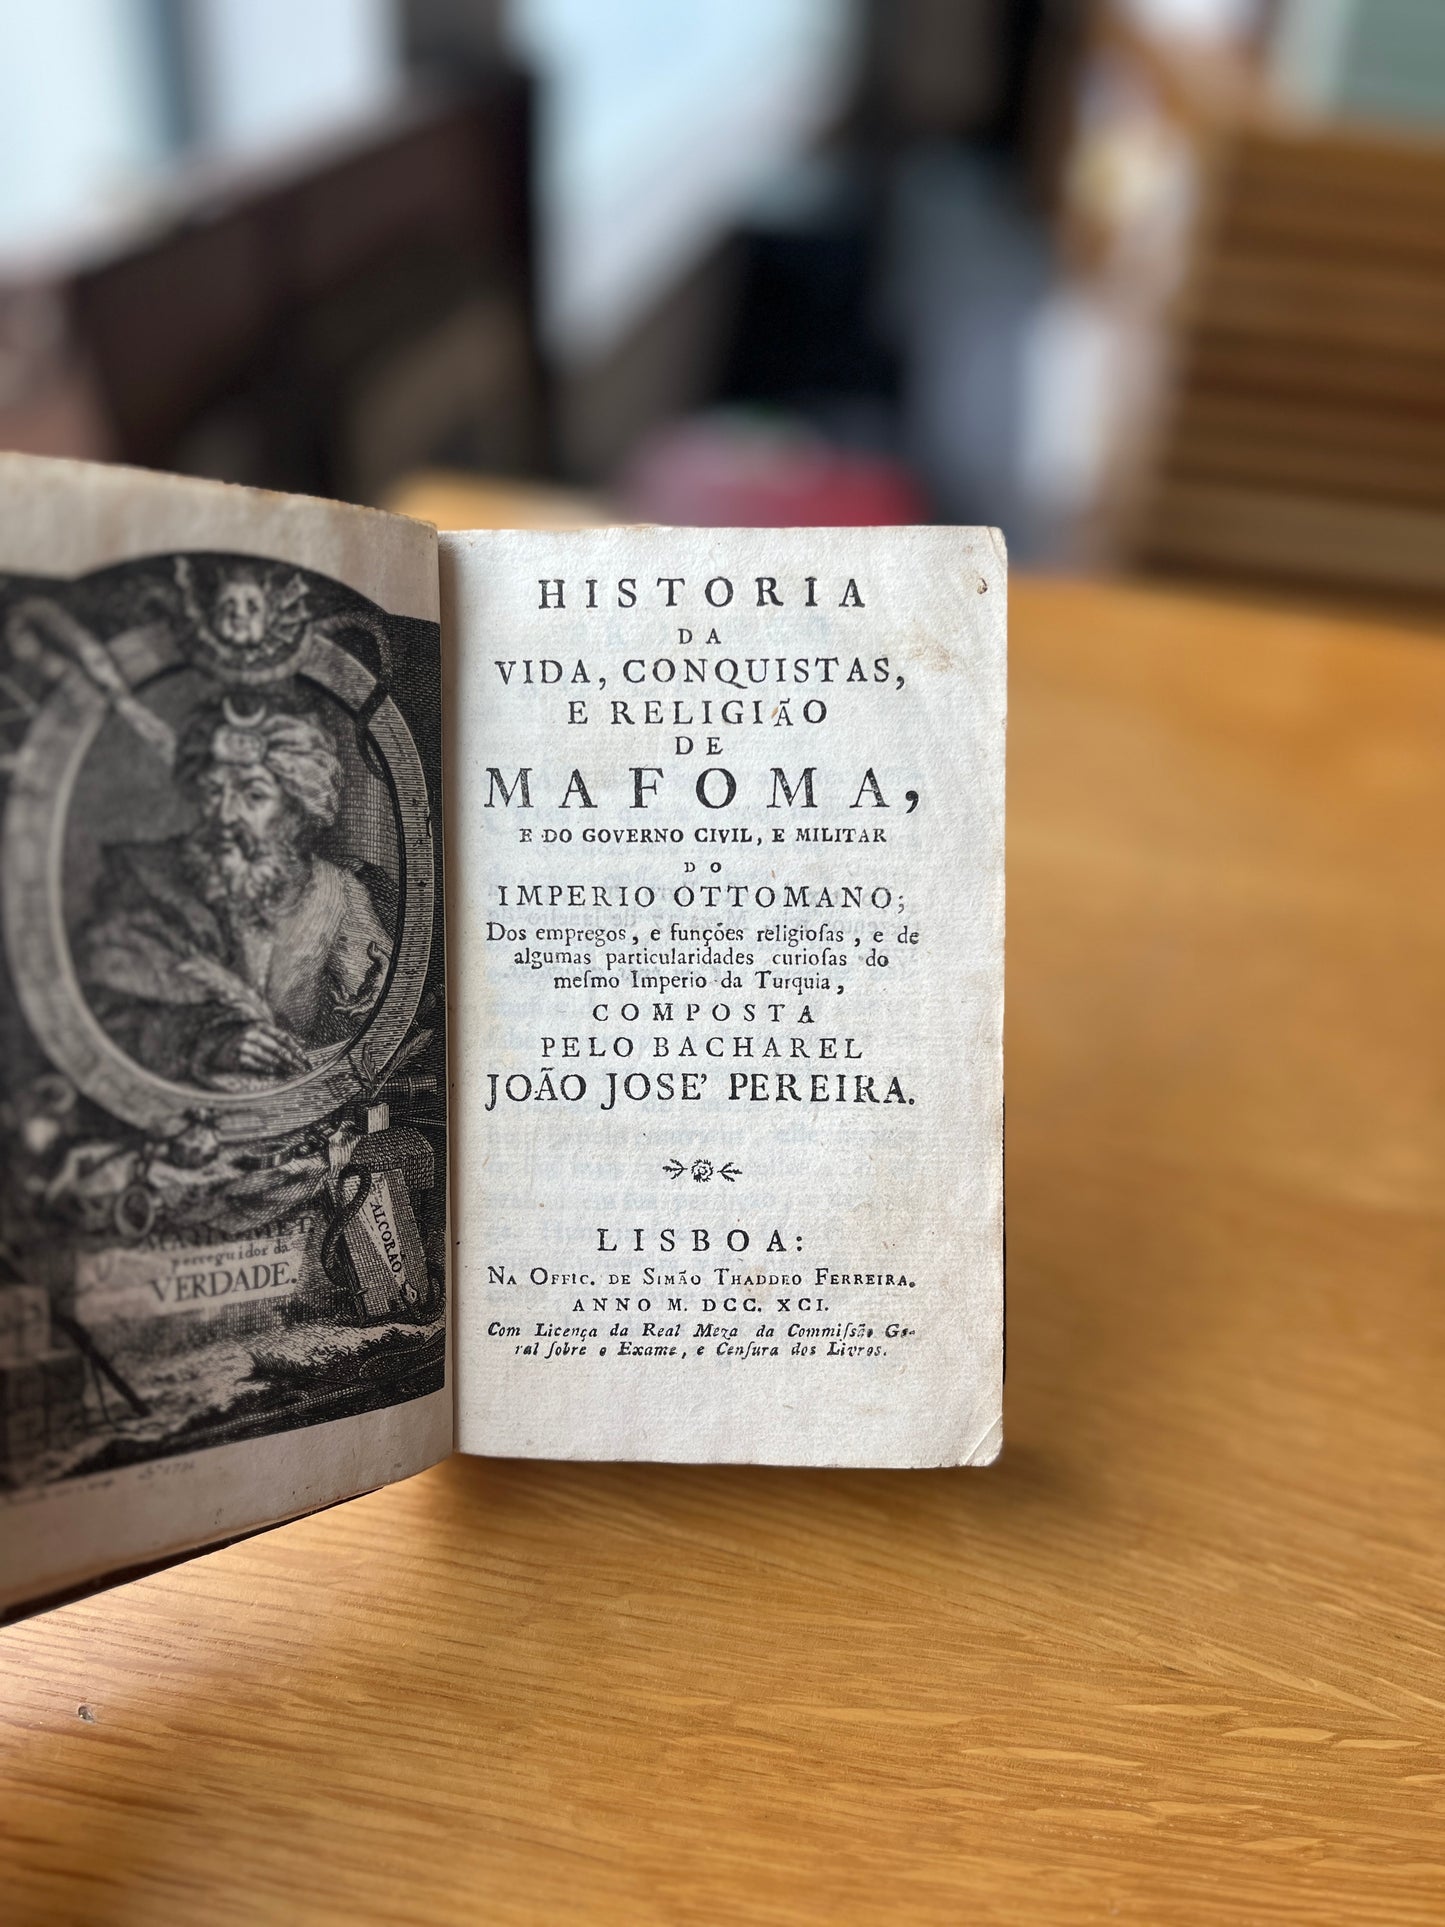 MAHOMET,
perseguidor da
VERDADE.
ALCORÃO.
HISTORIA
DA
VIDA, CONQUISTAS,
E RELIGIÃO
DE
MAFOMA,
E DO GOVERNO CIVIL, E MILITAR
DO
IMPERIO OTTOMANO;
Dos empregos, e funções religioſas, e de
algumas particularidades curioſas do
meſmo Imperio da Turquia,
COMPOSTA
PELO BACHAREL
JOÃO JOSE' PEREIRA.
LISBOA:
NA OFFIC. DE SIMÃO THADDEO FERREIRA.
ANNO M. DCC. XCI.
Com Licença da Real Meza da Commiſsão Ge-
ral ſobre o Exame, e Cenſura dos Livros.